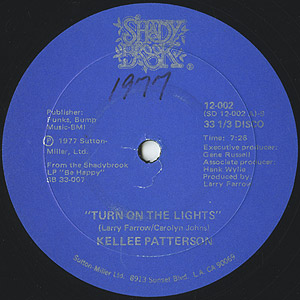 SHADY
BROOK
®
1977
Publisher:
Funks, Bump
Music-BMI
℗ 1977 Sutton-
Miller, Ltd.
From the Shadybrook
LP "Be Happy"
SB 33-007
12-002
(SD 12-002 A)-S
33 1/3 DISCO
Time: 7:28
Executive producer:
Gene Russell
Associate producer:
Hank Wylie
Produced by:
Larry Farrow
"TURN ON THE LIGHTS"
(Larry Farrow/Carolyn Johns)
KELLEE PATTERSON
Sutton Miller Ltd. 8913 Sunset Blvd. L.A. CA 90069